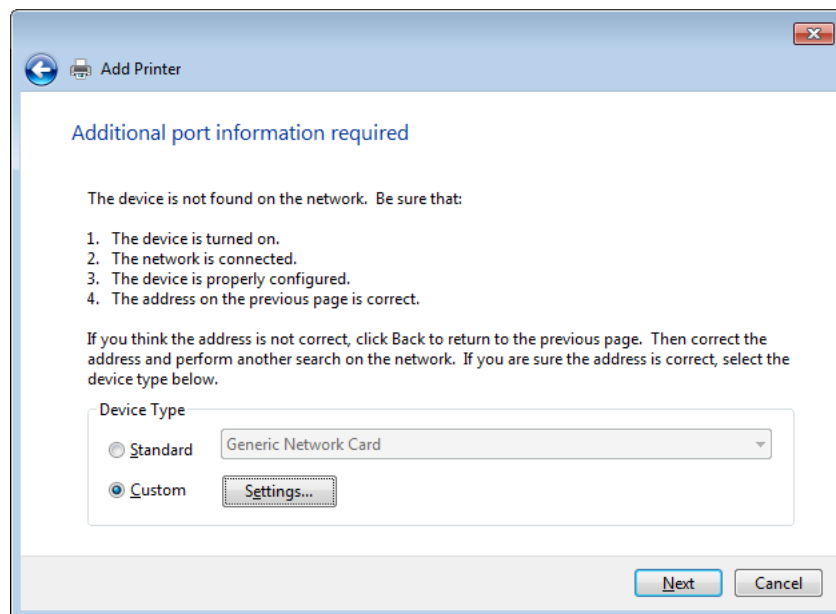 Add Printer
Additional port information required
The device is not found on the network.  Be sure that:
1.  The device is turned on.
2.  The network is connected.
3.  The device is properly configured.
4.  The address on the previous page is correct.
If you think the address is not correct, click Back to return to the previous page.  Then correct the
address and perform another search on the network.  If you are sure the address is correct, select the
device type below.
Device Type
Standard
Generic Network Card
Custom
Settings...
Next
Cancel